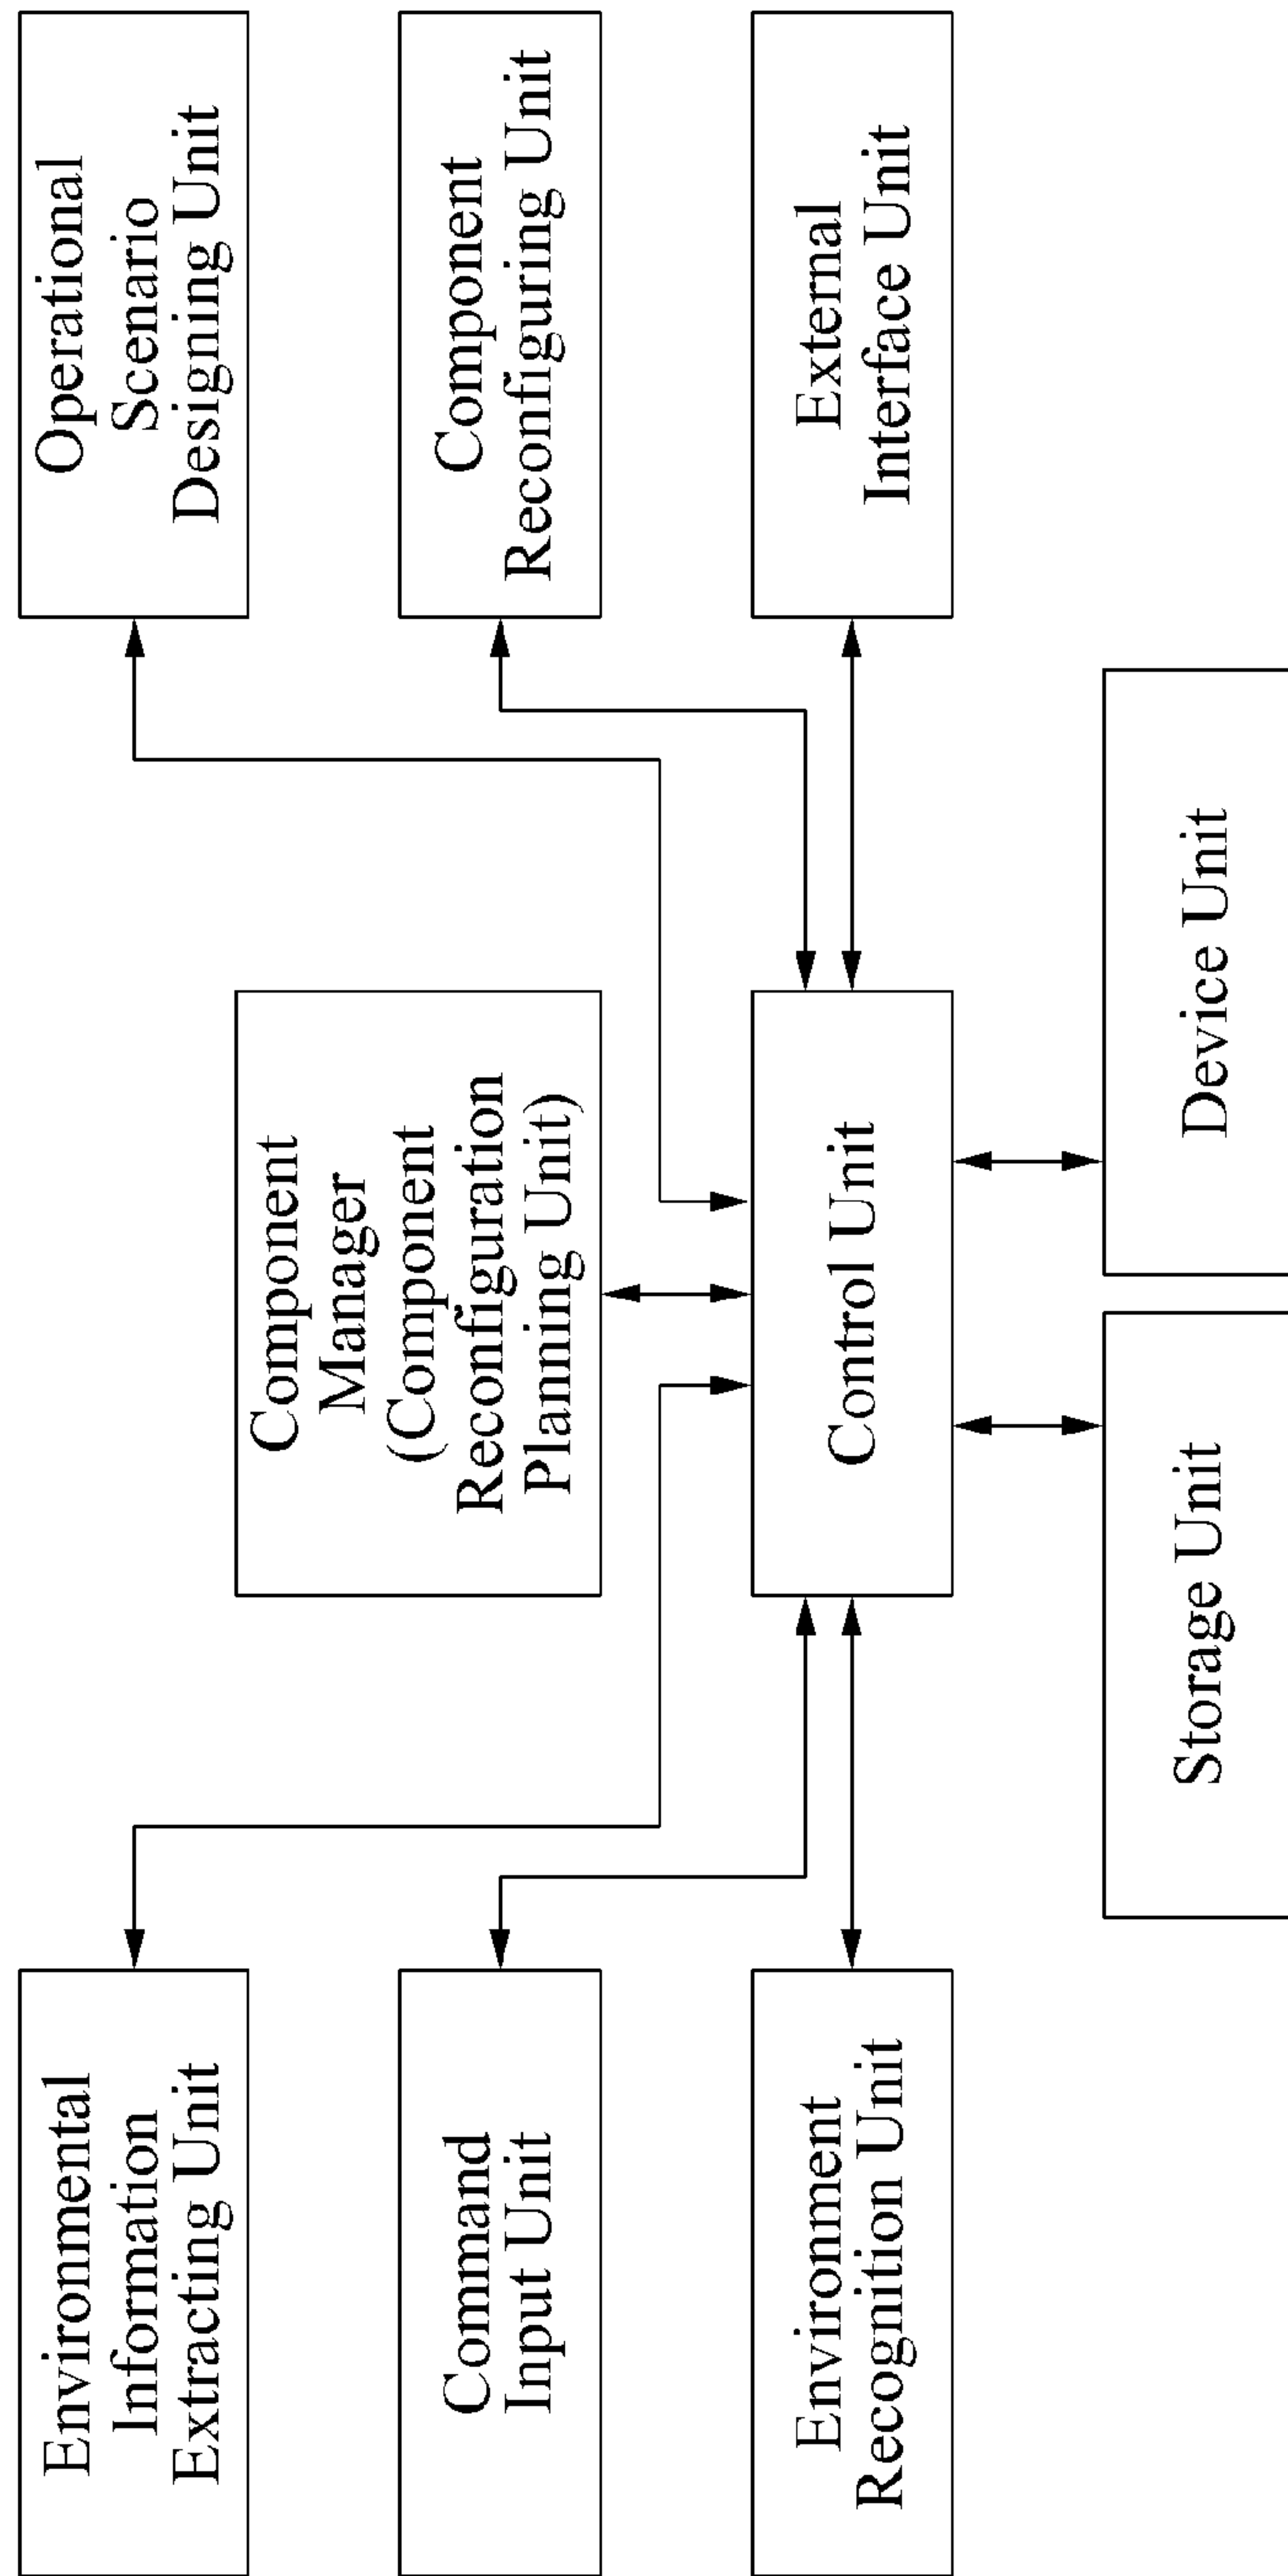 Environmental
Information
Extracting Unit
Component
Manager
(Component
Reconfiguration
Planning Unit)
Operational
Scenario
Designing Unit
Command
Input Unit
Component
Reconfiguring Unit
Environment
Recognition Unit
Control Unit
External
Interface Unit
Storage Unit
Device Unit